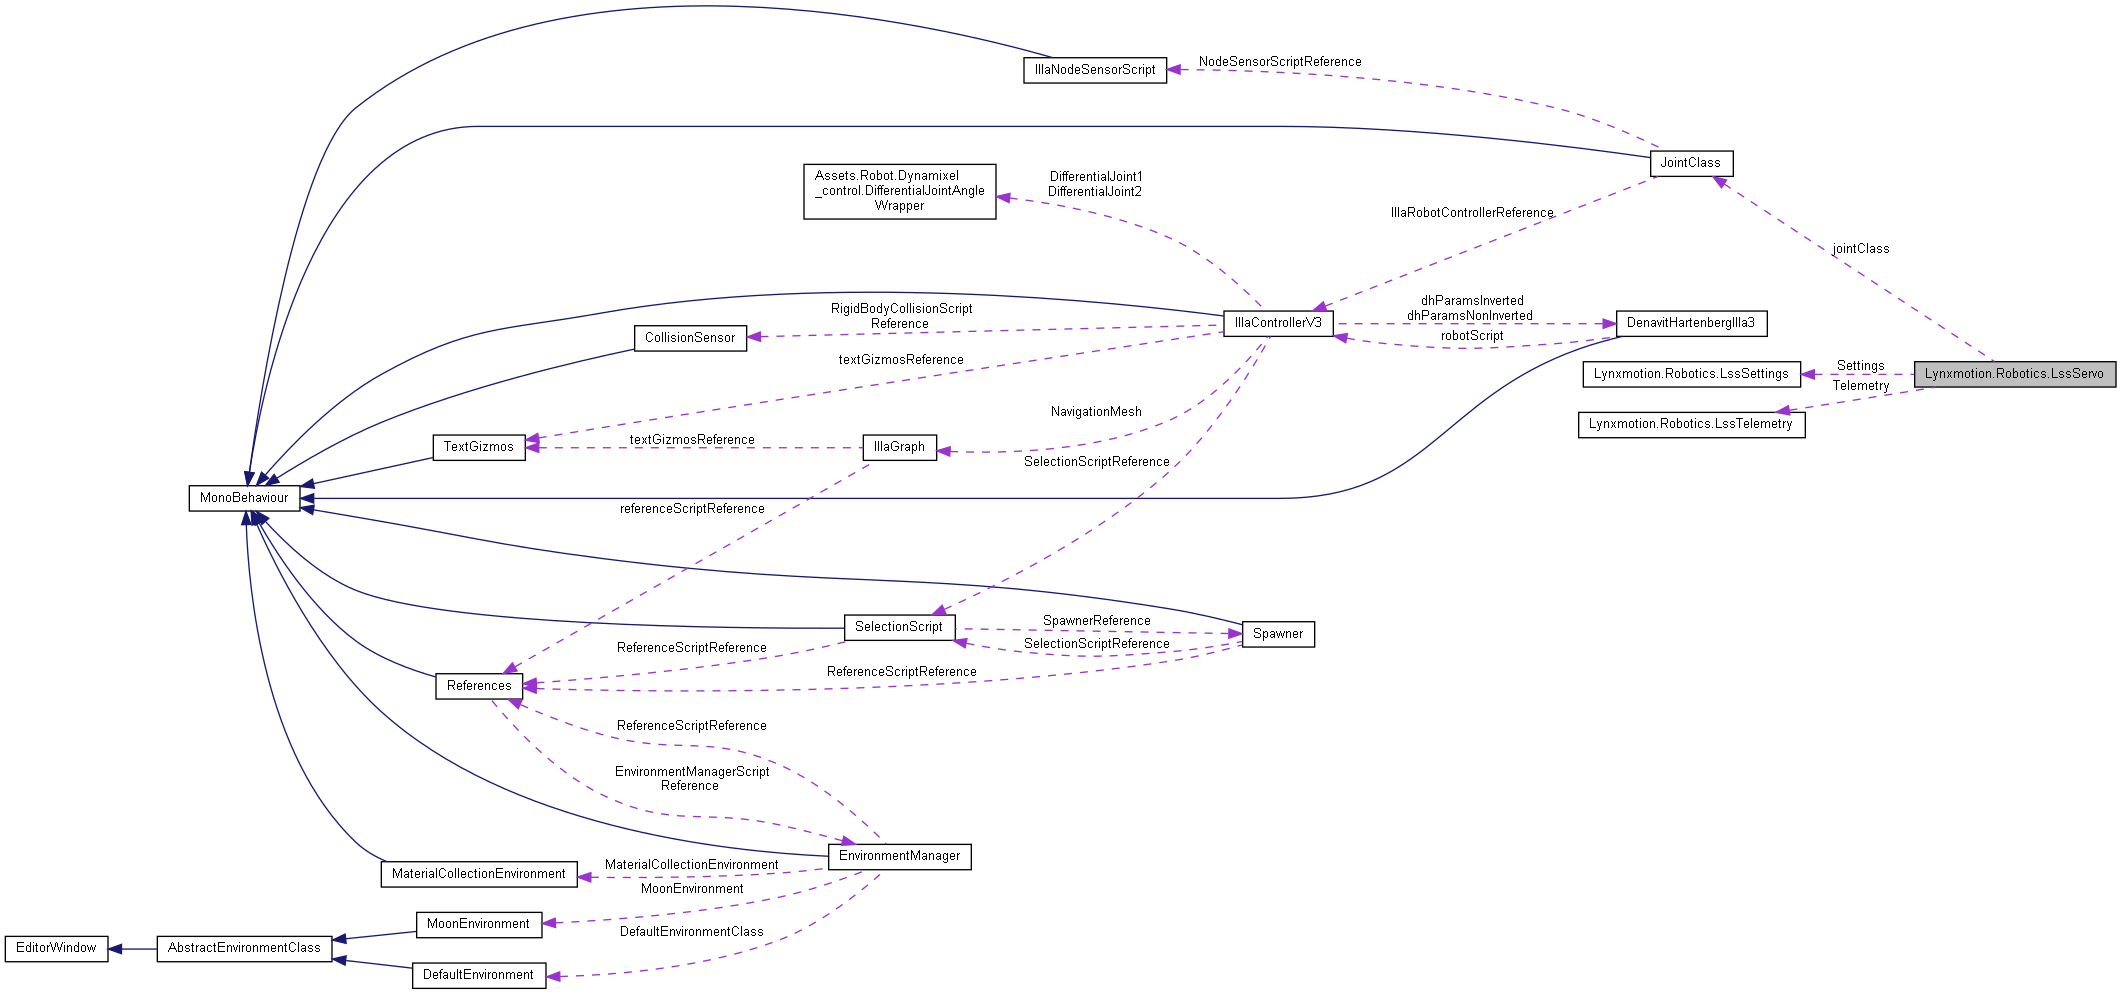 IllaNodeSensorScript
NodeSensorScriptReference
JointClass
Assets.Robot.Dynamixel
_control.DifferentialJointAngle
Wrapper
DifferentialJoint1
DifferentialJoint2
IllaRobotControllerReference
jointClass
RigidBodyCollisionScript
Reference
CollisionSensor
IllaControllerV3
dhParamsInverted
dhParamsNonInverted
robotScript
DenavitHartenbergIlla3
textGizmosReference
Lynxmotion.Robotics.LssSettings
Settings
Lynxmotion.Robotics.LssServo
Telemetry
Lynxmotion.Robotics.LssTelemetry
NavigationMesh
TextGizmos
textGizmosReference
IllaGraph
SelectionScriptReference
MonoBehaviour
referenceScriptReference
SelectionScript
SpawnerReference
SelectionScriptReference
Spawner
ReferenceScriptReference
ReferenceScriptReference
References
ReferenceScriptReference
EnvironmentManagerScript
Reference
EnvironmentManager
MaterialCollectionEnvironment
MaterialCollectionEnvironment
MoonEnvironment
MoonEnvironment
DefaultEnvironmentClass
EditorWindow
AbstractEnvironmentClass
DefaultEnvironment